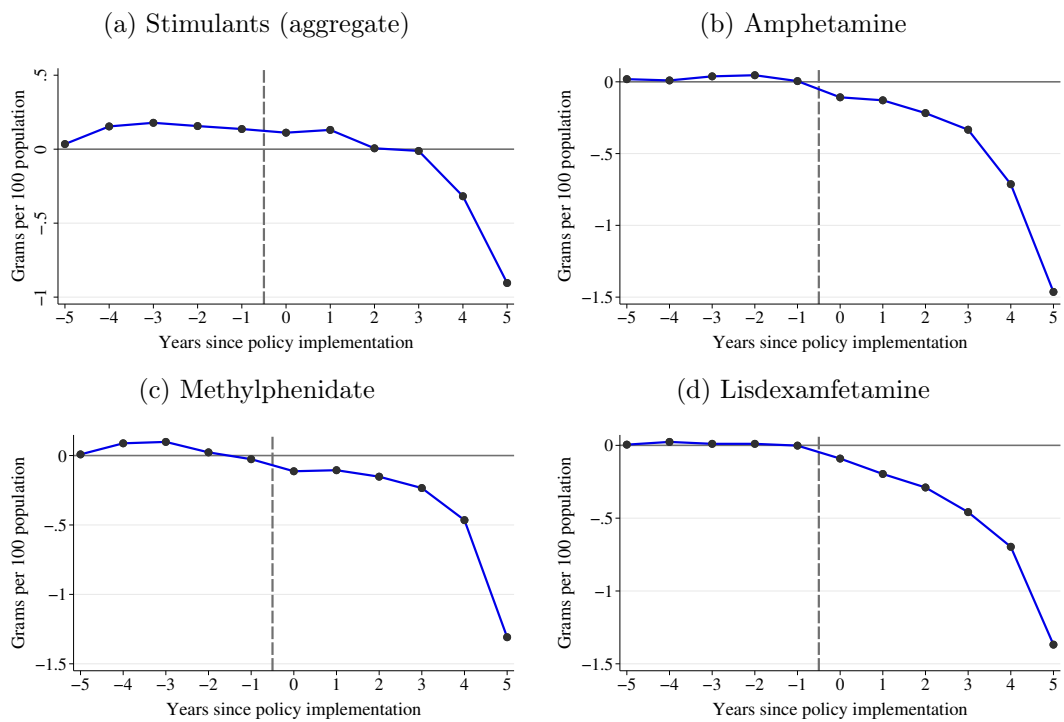 (a) Stimulants (aggregate)
Grams per 100 population
.5
0
−.5
−1
−5 −4 −3 −2 −1 0 1 2 3 4 5
Years since policy implementation
(b) Amphetamine
Grams per 100 population
0
−.5
−1
−1.5
−5 −4 −3 −2 −1 0 1 2 3 4 5
Years since policy implementation
(c) Methylphenidate
Grams per 100 population
0
−.5
−1
−1.5
−5 −4 −3 −2 −1 0 1 2 3 4 5
Years since policy implementation
(d) Lisdexamfetamine
Grams per 100 population
0
−.5
−1
−1.5
−5 −4 −3 −2 −1 0 1 2 3 4 5
Years since policy implementation